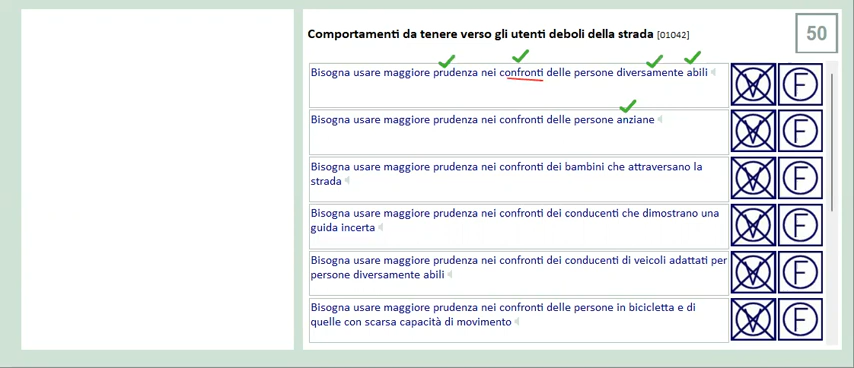 Comportamenti da tenere verso gli utenti deboli della strada [01042]
50
Bisogna usare maggiore prudenza nei confronti delle persone diversamente abili
V F
Bisogna usare maggiore prudenza nei confronti delle persone anziane
V F
Bisogna usare maggiore prudenza nei confronti dei bambini che attraversano la
strada
V F
Bisogna usare maggiore prudenza nei confronti dei conducenti che dimostrano una
guida incerta
V F
Bisogna usare maggiore prudenza nei confronti dei conducenti di veicoli adattati per
persone diversamente abili
V F
Bisogna usare maggiore prudenza nei confronti delle persone in bicicletta e di
quelle con scarsa capacità di movimento
V F